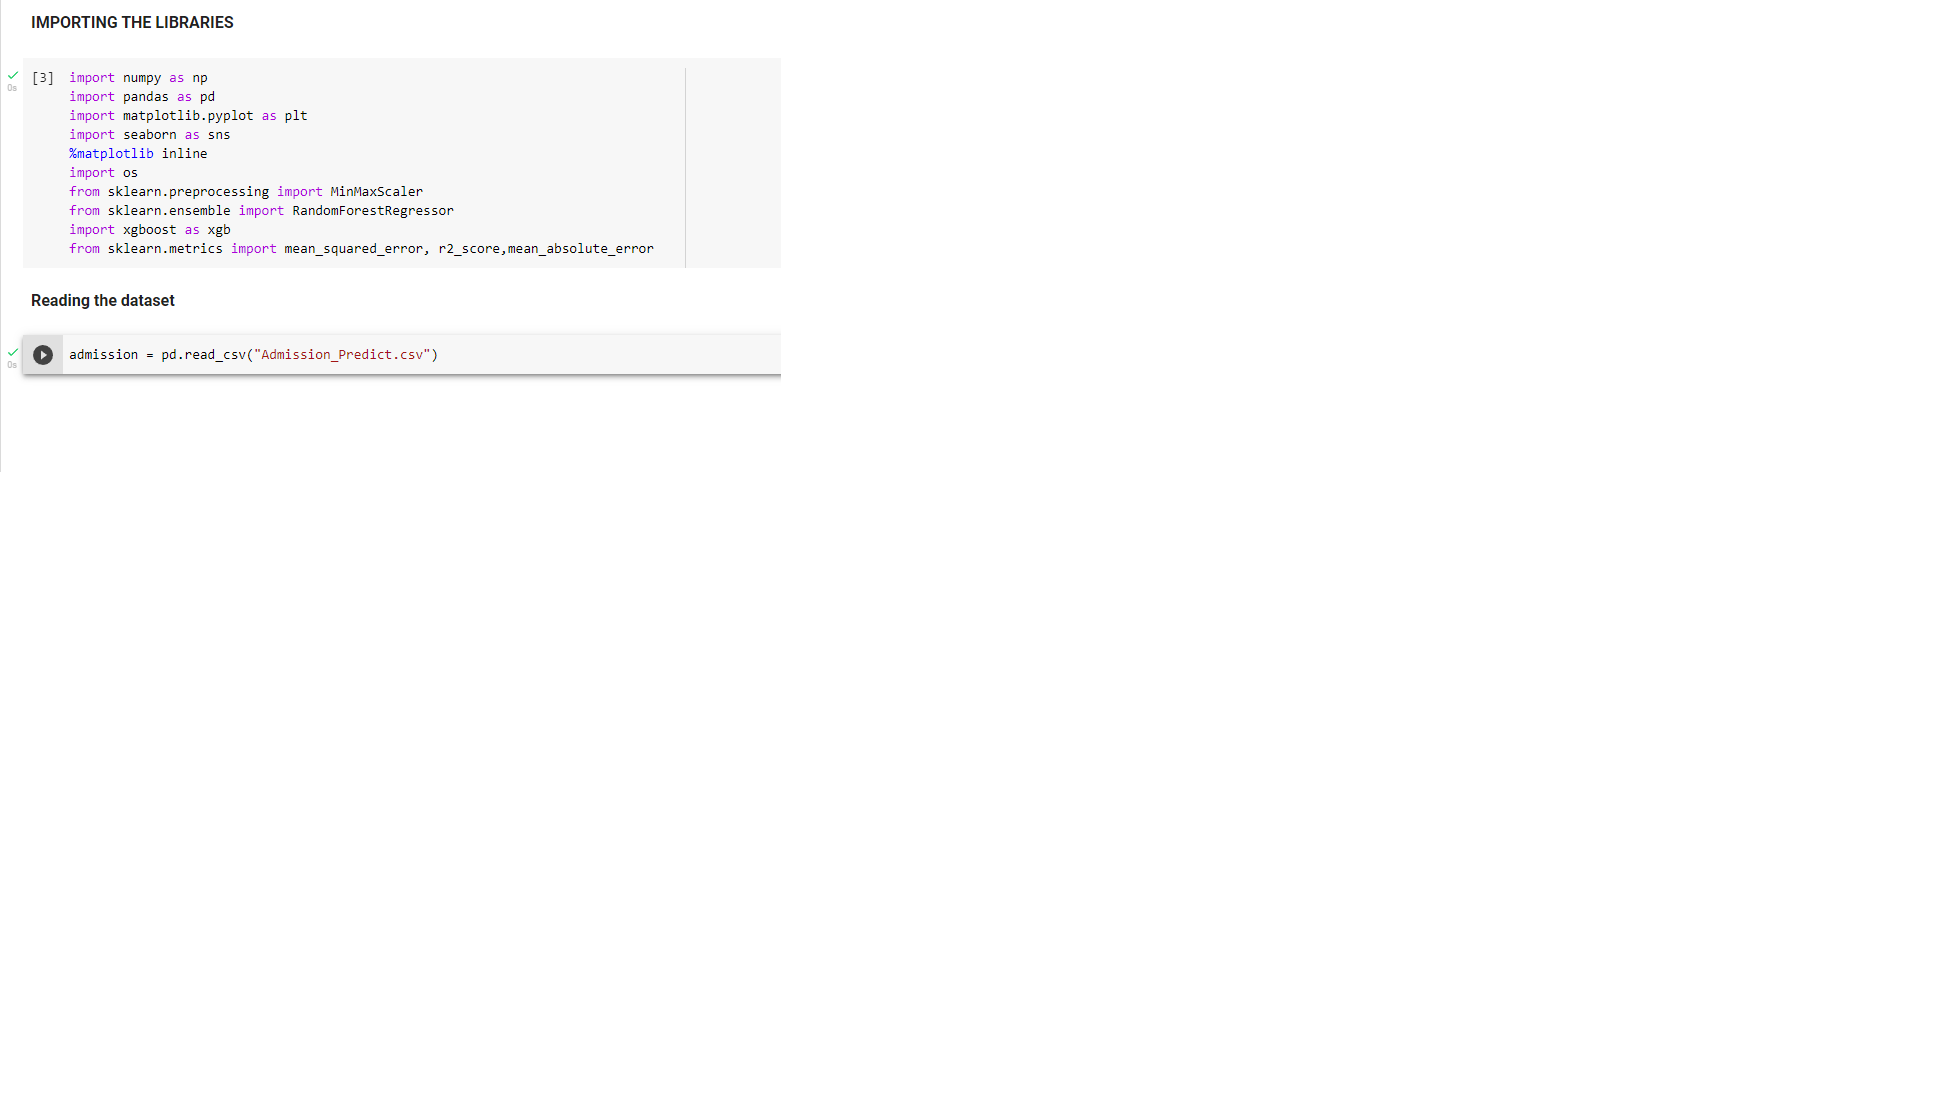 IMPORTING THE LIBRARIES
0s
[3] import numpy as np
import pandas as pd
import matplotlib.pyplot as plt
import seaborn as sns
%matplotlib inline
import os
from sklearn.preprocessing import MinMaxScaler
from sklearn.ensemble import RandomForestRegressor
import xgboost as xgb
from sklearn.metrics import mean_squared_error, r2_score,mean_absolute_error
Reading the dataset
0s
admission = pd.read_csv("Admission_Predict.csv")